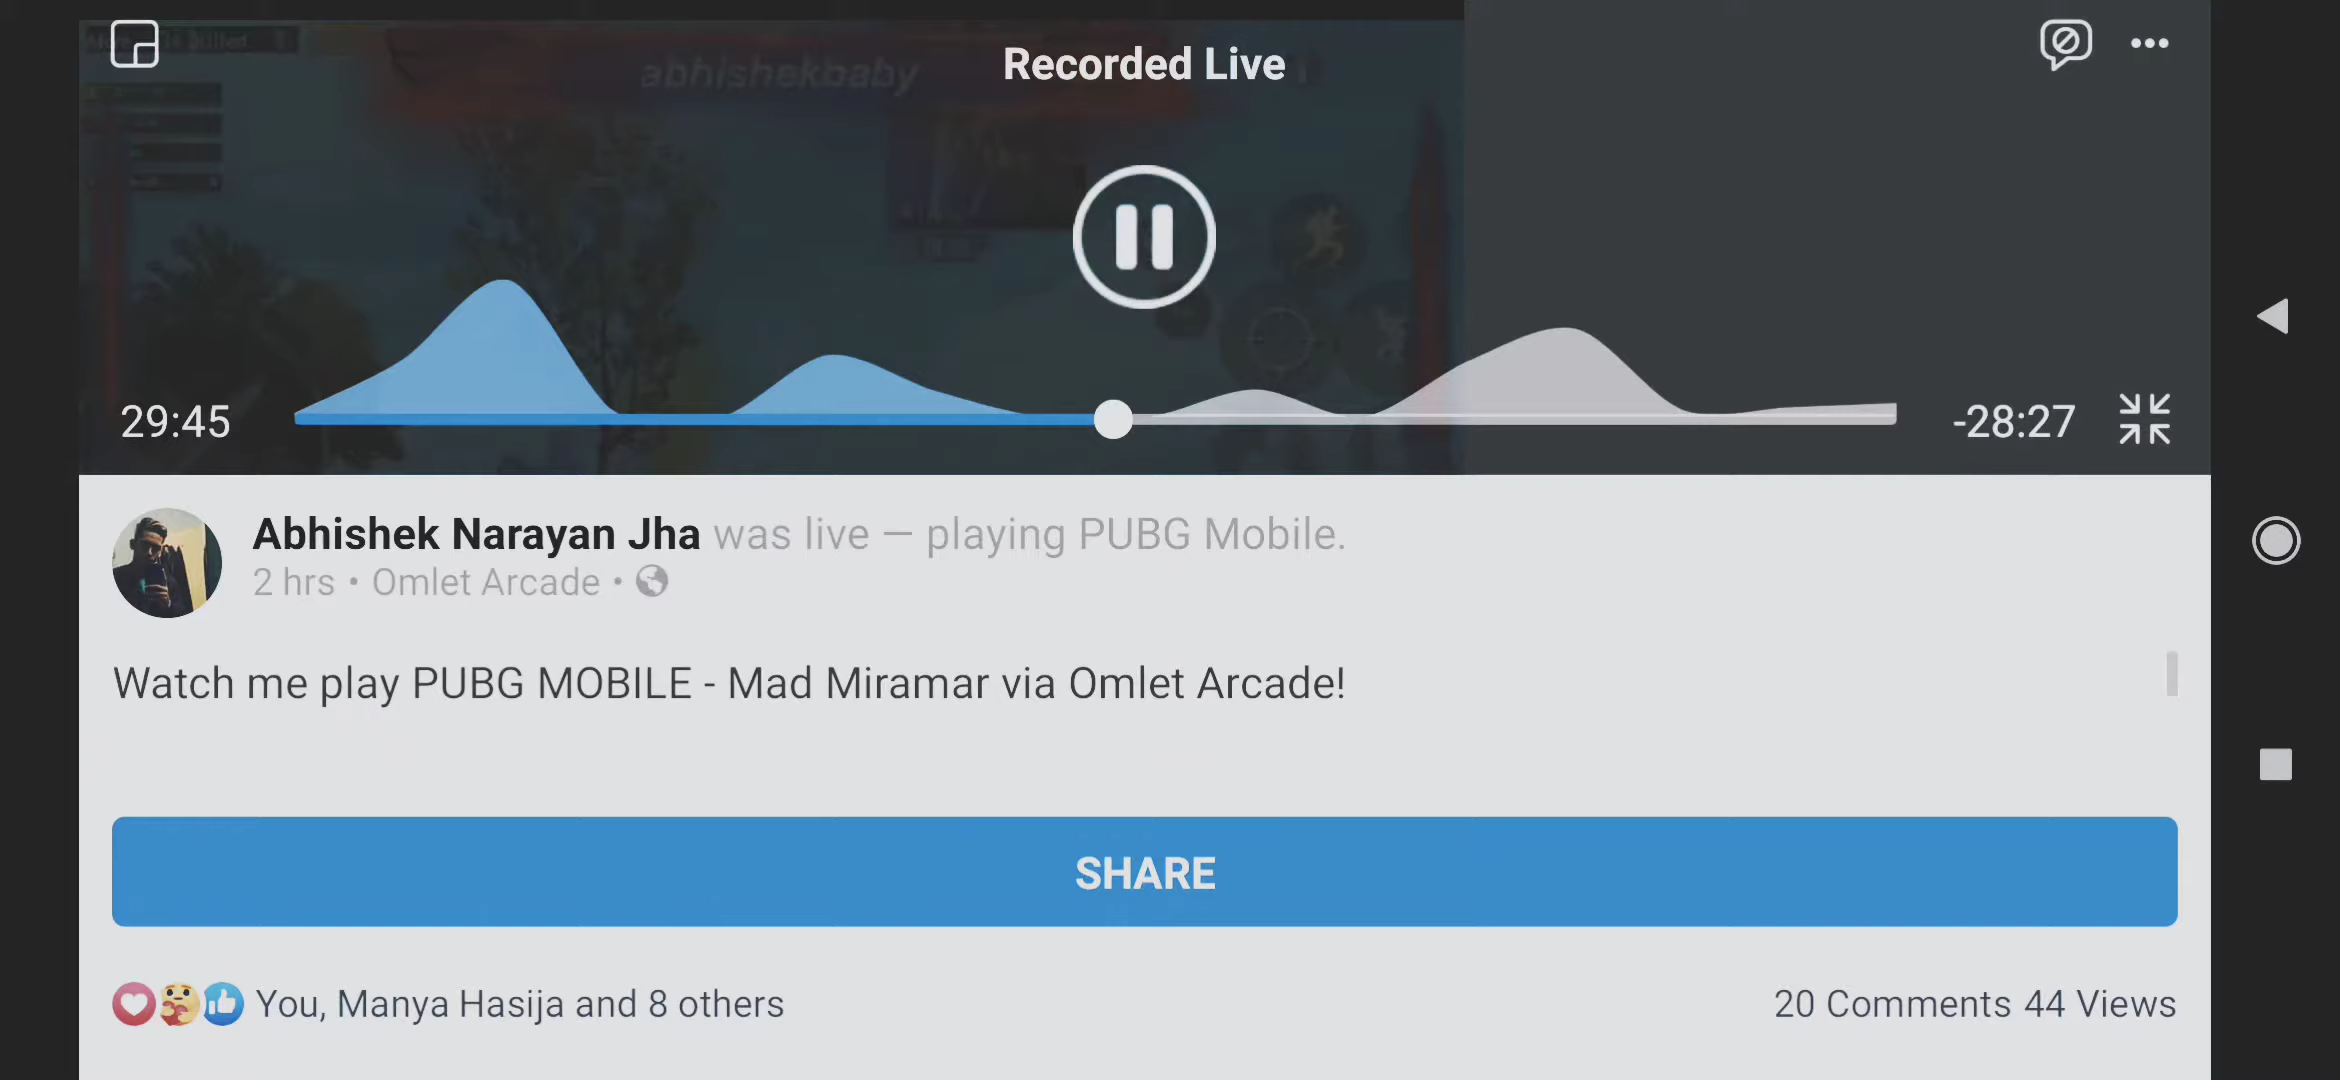 abhishekbaby
Recorded Live
29:45
-28:27
Abhishek Narayan Jha was live — playing PUBG Mobile.
2 hrs • Omlet Arcade •
Watch me play PUBG MOBILE - Mad Miramar via Omlet Arcade!
SHARE
You, Manya Hasija and 8 others
20 Comments 44 Views